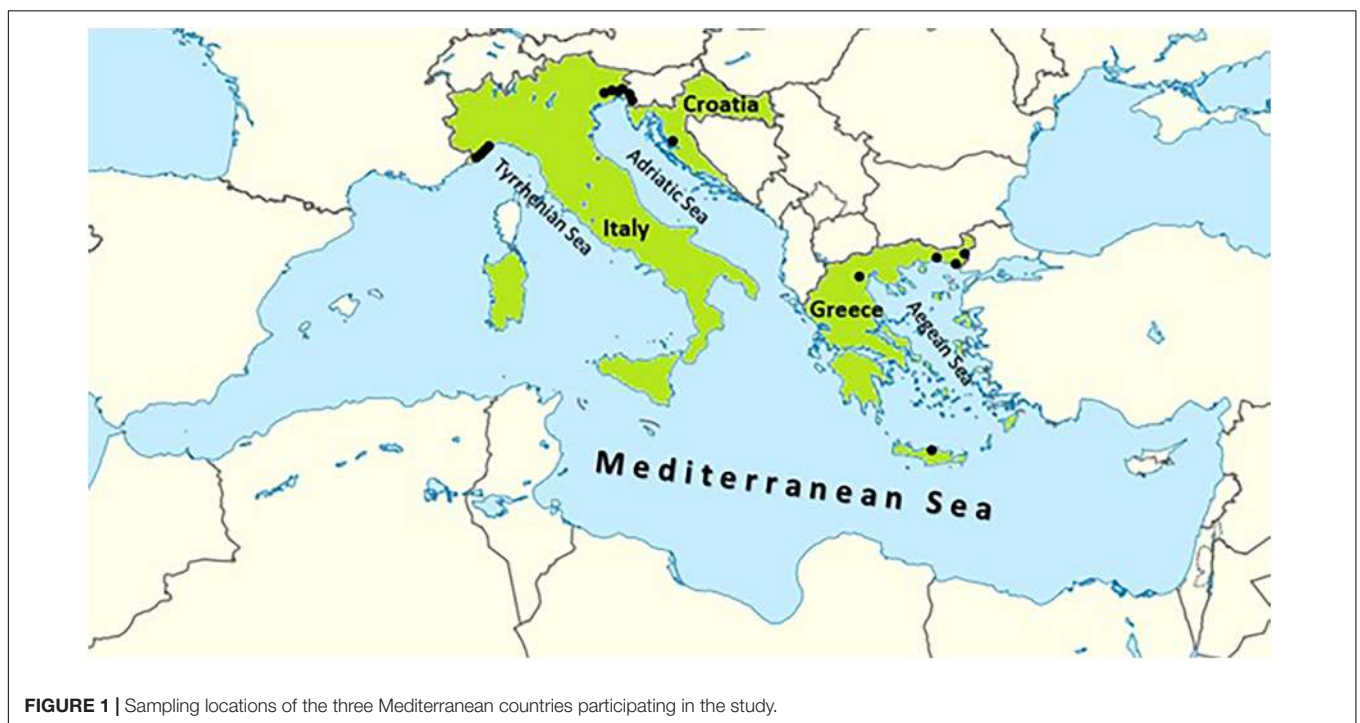 Croatia
Adriatic Sea
Tyrrhenian Sea
Italy
Greece
Aegean Sea
Mediterranean Sea
FIGURE 1 | Sampling locations of the three Mediterranean countries participating in the study.